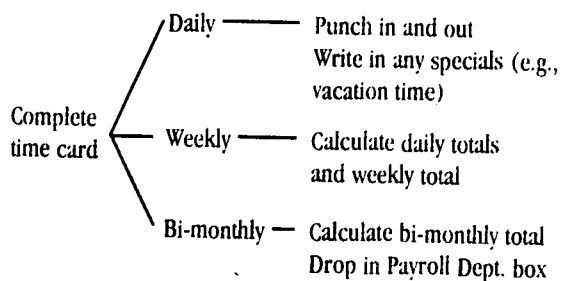 Complete
time card
Daily
Punch in and out
Write in any specials (e.g.,
vacation time)
Weekly
Calculate daily totals
and weekly total
Bi-monthly
Calculate bi-monthly total
Drop in Payroll Dept. box